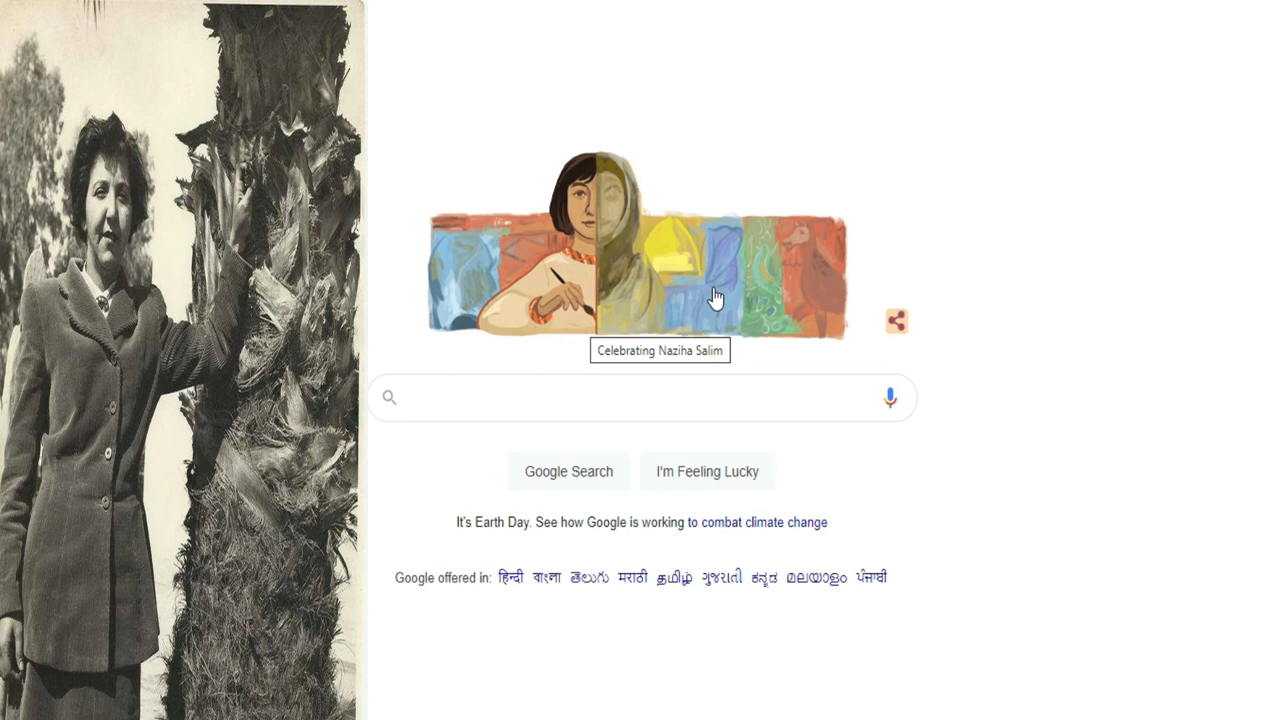 Celebrating Naziha Salim
Google Search I'm Feeling Lucky
It's Earth Day. See how Google is working to combat climate change
Google offered in: हिन्दी বাংলা తెలుగు मराठी தமிழ் ગુજરાતી ಕನ್ನಡ മലയാളം ਪੰਜਾਬੀ